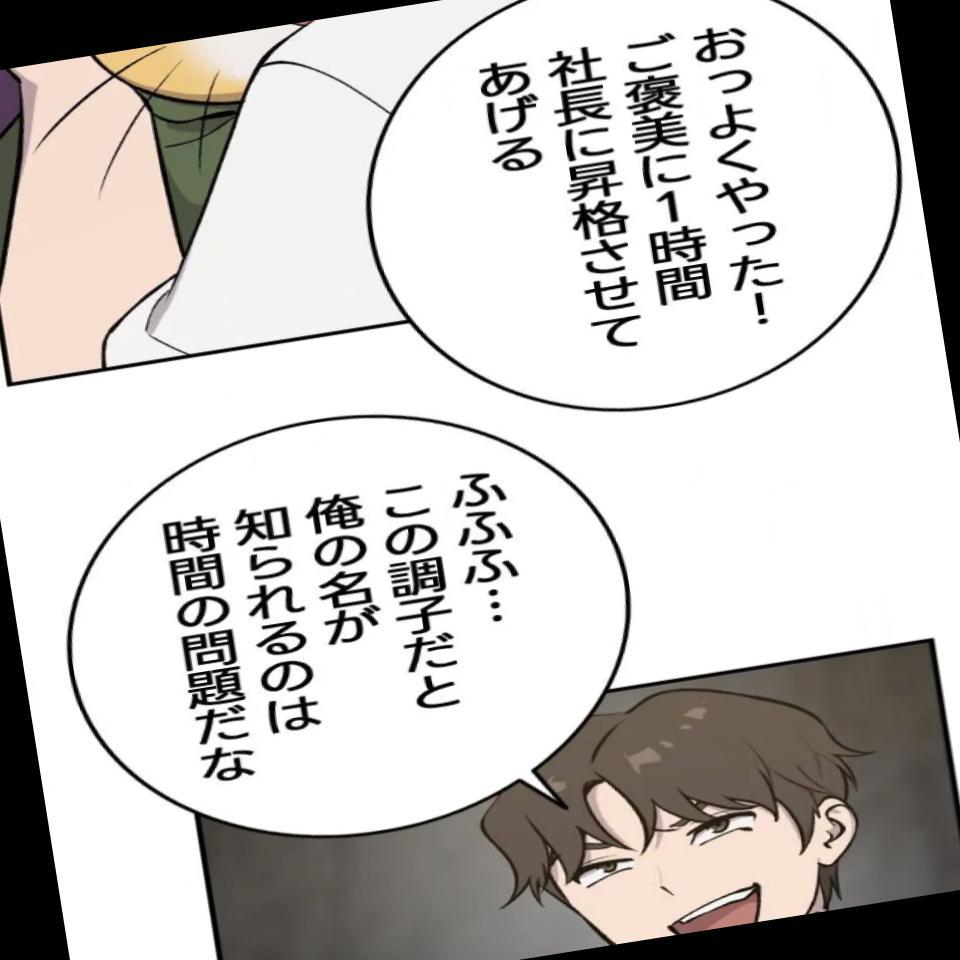 おっよくやった！
ご褒美に1時間
社長に昇格させて
あげる
ふふふ…
この調子だと
俺の名が
知られるのは
時間の問題だな